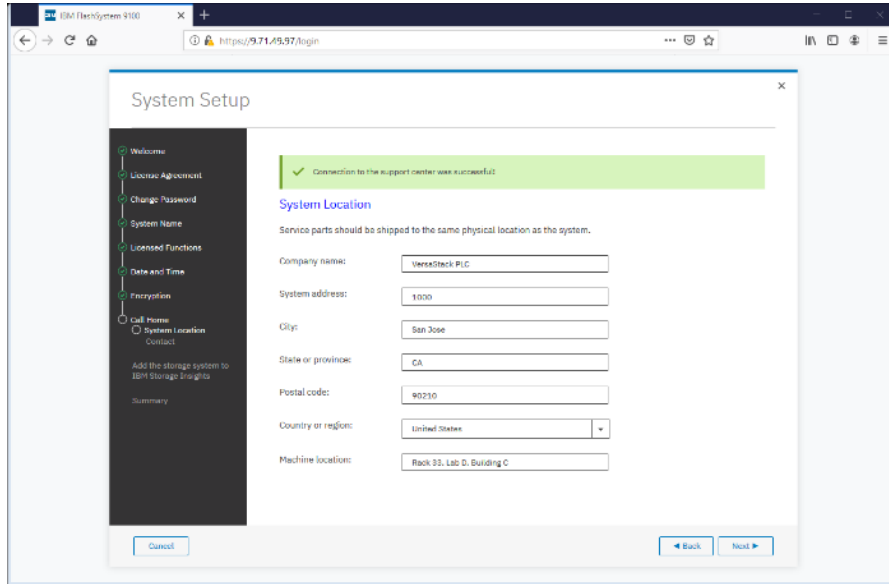 IBM FlashSystem 9100
https://9.71.49.97/login
System Setup
Welcome
License Agreement
Change Password
System Name
Licensed Functions
Date and Time
Encryption
Call Home
System Location
Contact
Add the storage system to
IBM Storage Insights
Summary
Connection to the support center was successful!
System Location
Service parts should be shipped to the same physical location as the system.
Company name:
VersaStack PLC
System address:
1000
City:
San Jose
State or province:
CA
Postal code:
90210
Country or region:
United States
Machine location:
Rack 33, Lab D, Building C
Cancel
Back
Next